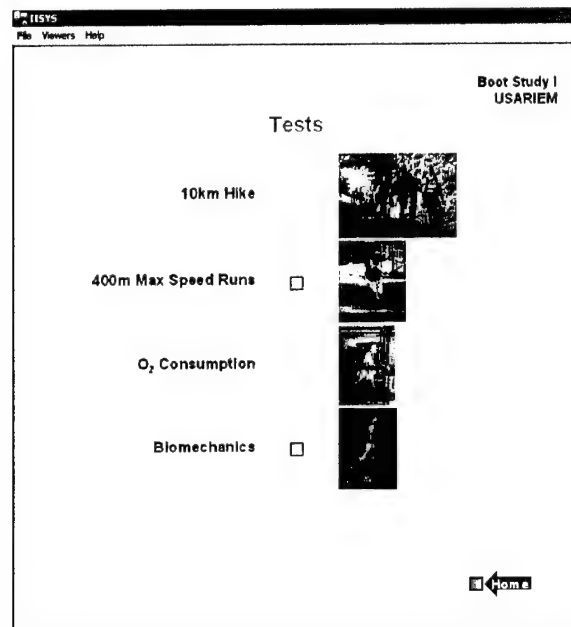 IISYS
File Viewers Help
Boot Study I
USARIEM
Tests
10km Hike
400m Max Speed Runs
O₂ Consumption
Biomechanics
Home